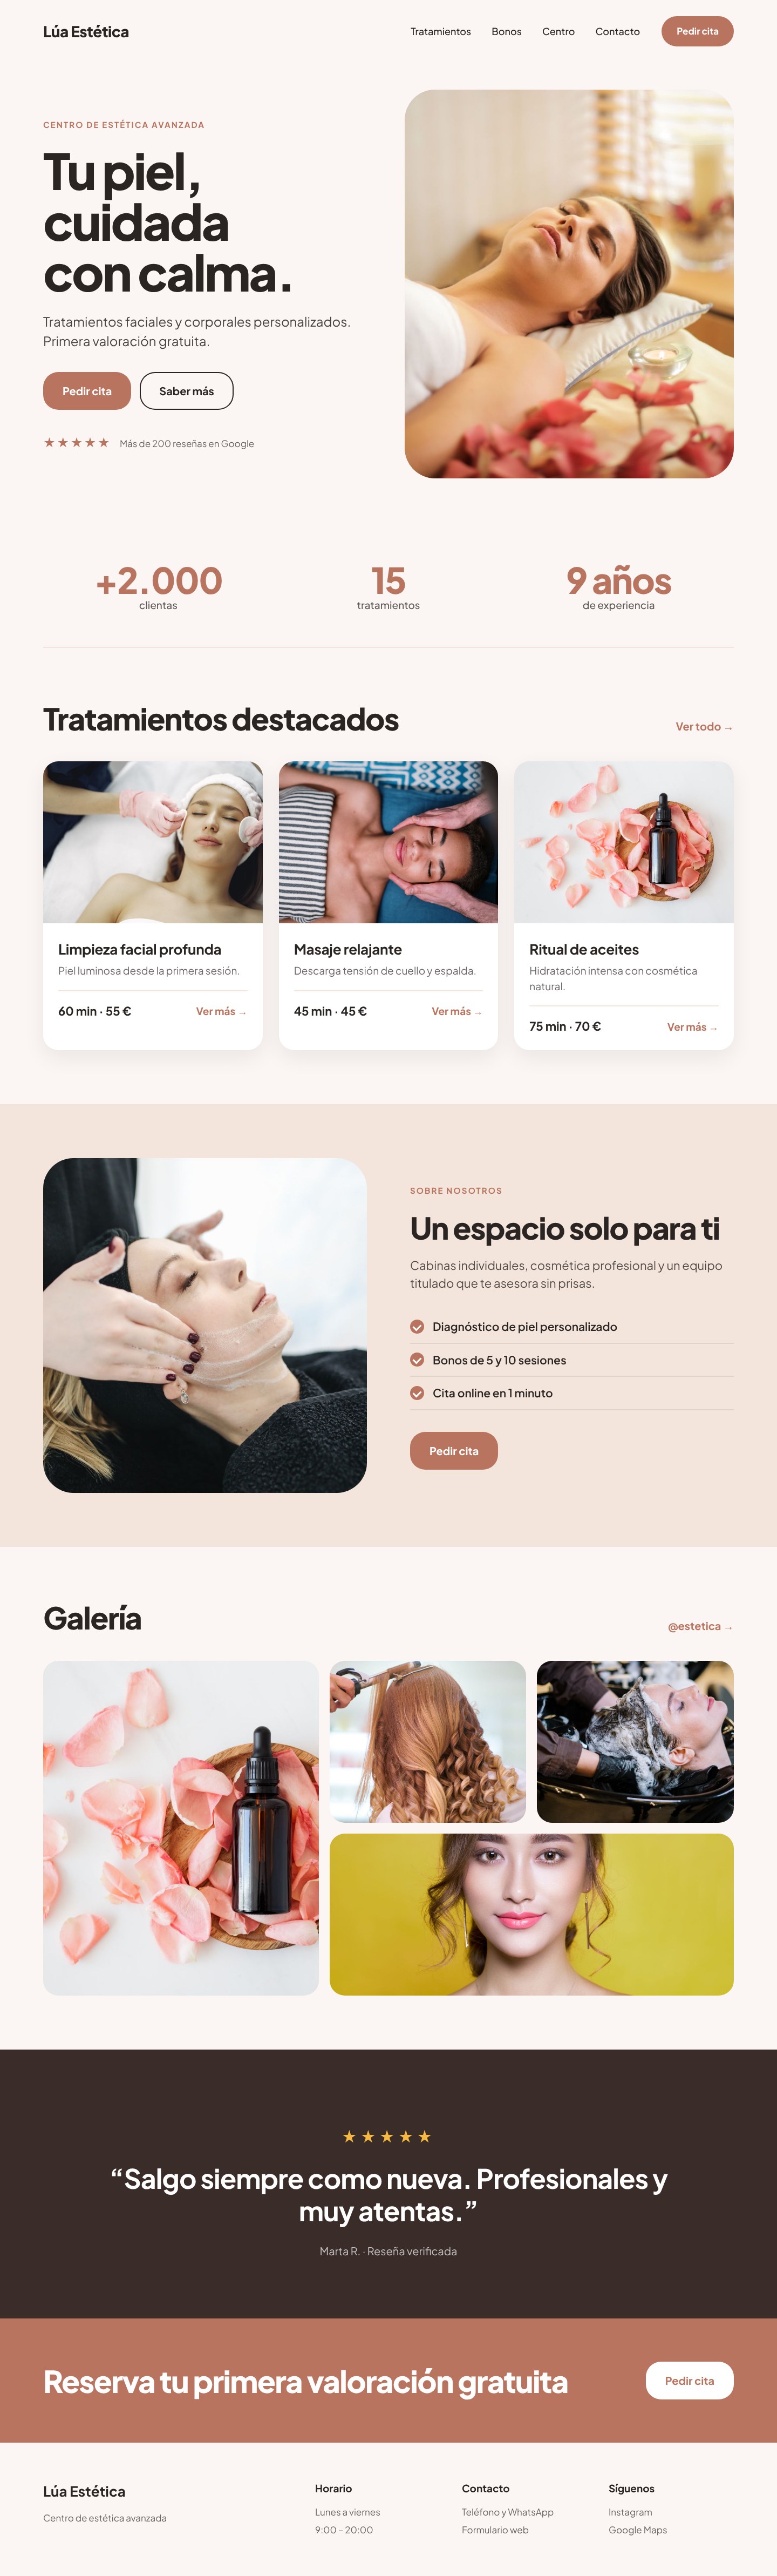 Lúa Estética
Tratamientos
Bonos
Centro
Contacto
Pedir cita
CENTRO DE ESTÉTICA AVANZADA
Tu piel,
cuidada
con calma.
Tratamientos faciales y corporales personalizados.
Primera valoración gratuita.
Pedir cita
Saber más
★★★★★ Más de 200 reseñas en Google
+2.000
clientas
15
tratamientos
9 años
de experiencia
Tratamientos destacados
Ver todo →
Limpieza facial profunda
Piel luminosa desde la primera sesión.
60 min · 55 €
Ver más →
Masaje relajante
Descarga tensión de cuello y espalda.
45 min · 45 €
Ver más →
Ritual de aceites
Hidratación intensa con cosmética
natural.
75 min · 70 €
Ver más →
SOBRE NOSOTROS
Un espacio solo para ti
Cabinas individuales, cosmética profesional y un equipo
titulado que te asesora sin prisas.
Diagnóstico de piel personalizado
Bonos de 5 y 10 sesiones
Cita online en 1 minuto
Pedir cita
Galería
@estetica →
★★★★★
“Salgo siempre como nueva. Profesionales y
muy atentas.”
Marta R. · Reseña verificada
Reserva tu primera valoración gratuita
Pedir cita
Lúa Estética
Centro de estética avanzada
Horario
Lunes a viernes
9:00 – 20:00
Contacto
Teléfono y WhatsApp
Formulario web
Síguenos
Instagram
Google Maps